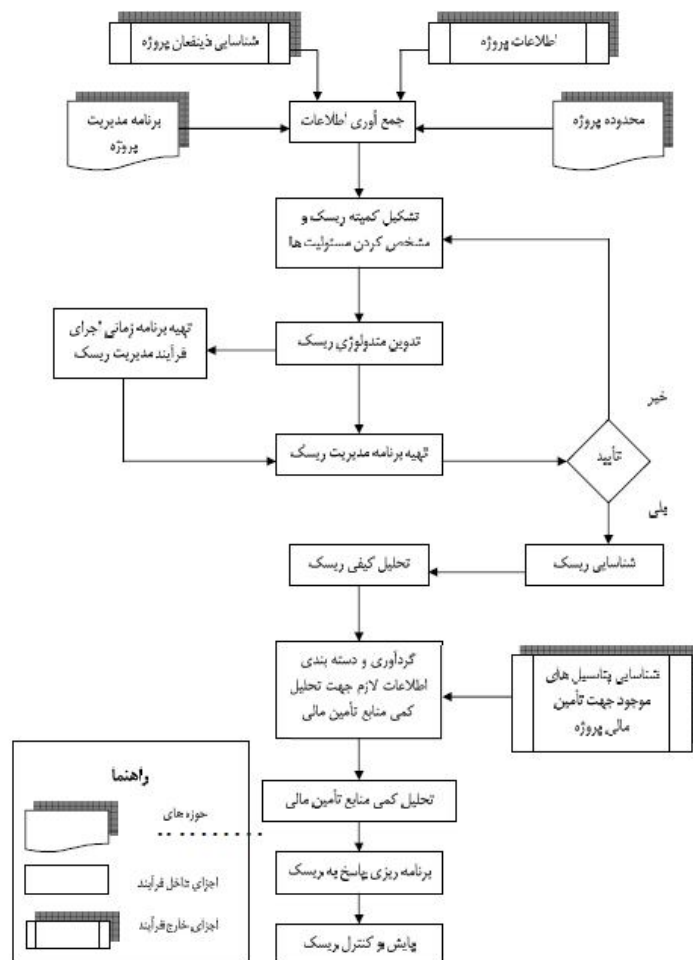 شناسایی ذینفعان پروژه
اطلاعات پروژه
برنامه مدیریت
پروژه
جمع آوری اطلاعات
محدوده پروژه
تشکیل کمیته ریسک و
مشخص کردن مسئولیت ها
تهیه برنامه زمانی اجرای
فرآیند مدیریت ریسک
تدوین متدولوژی ریسک
خیر
تهیه برنامه مدیریت ریسک
تأیید
بلی
تحلیل کیفی ریسک
شناسایی ریسک
گردآوری و دسته بندی
اطلاعات لازم جهت تحلیل
کمی منابع تأمین مالی
شناسایی پتانسیل های
موجود جهت تأمین
مالی پروژه
تحلیل کمی منابع تأمین مالی
برنامه ریزی پاسخ به ریسک
پایش و کنترل ریسک
راهنما
حوزه های
اجزای داخل فرآیند
اجزای خارج فرآیند